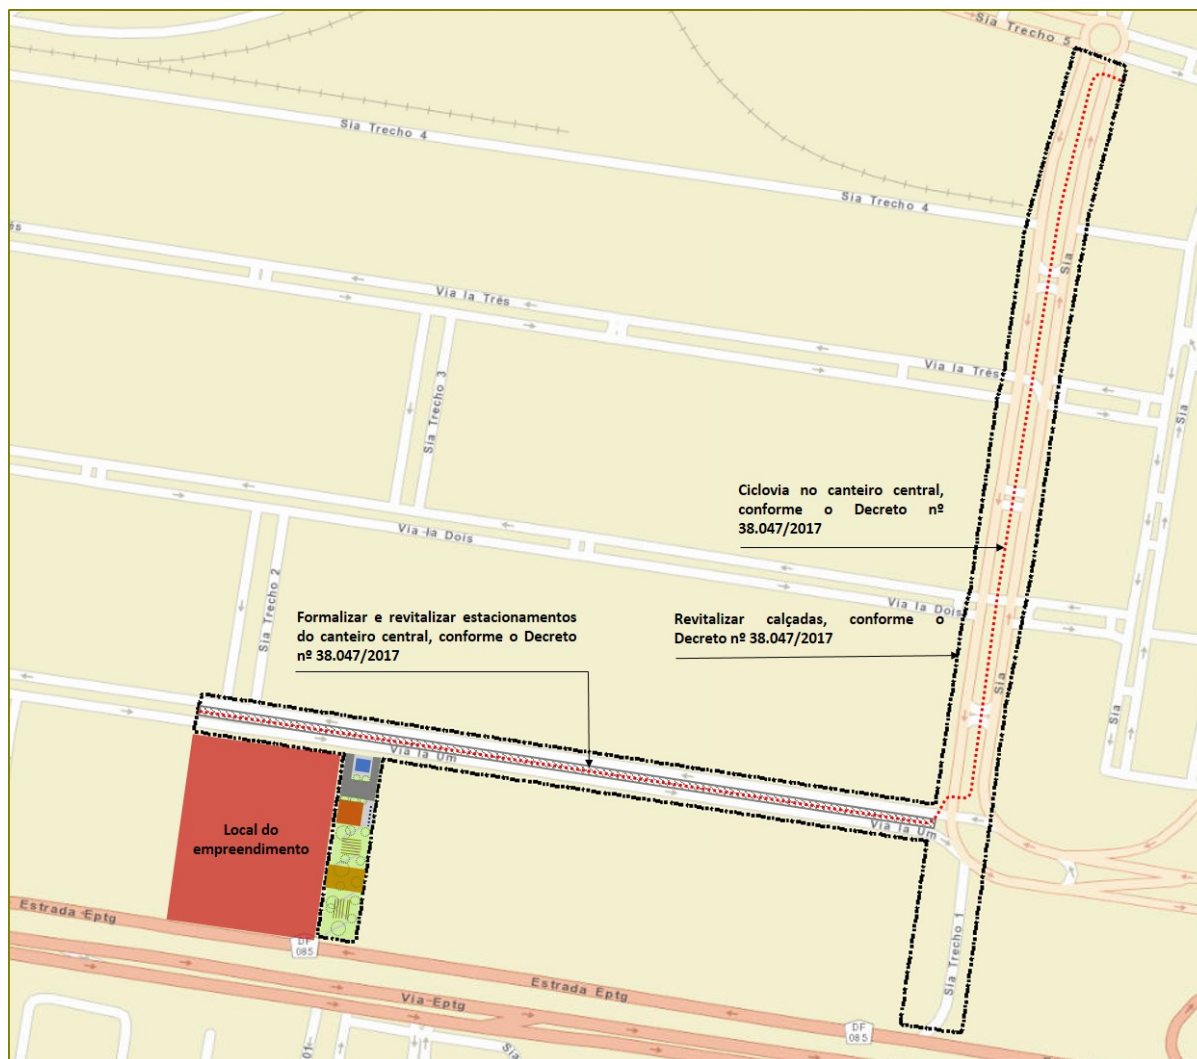 Sia Trecho 5
Sia Trecho 4
Sia Trecho 4
Sia
Via Ia Três
Via Ia Três
Sia Trecho 3
Sia
Ciclovia no canteiro central,
conforme o Decreto nº
38.047/2017
Via Ia Dois
Via Ia Dois
Sia Trecho 2
Formalizar e revitalizar estacionamentos
do canteiro central, conforme o Decreto
nº 38.047/2017
Revitalizar calçadas, conforme o
Decreto nº 38.047/2017
Sia
Sia
Via Ia Um
Via Ia Um
Local do
empreendimento
Estrada Eptg
DF
085
Sia Trecho 1
Estrada Eptg
Via Eptg
DF
085
Sia
01